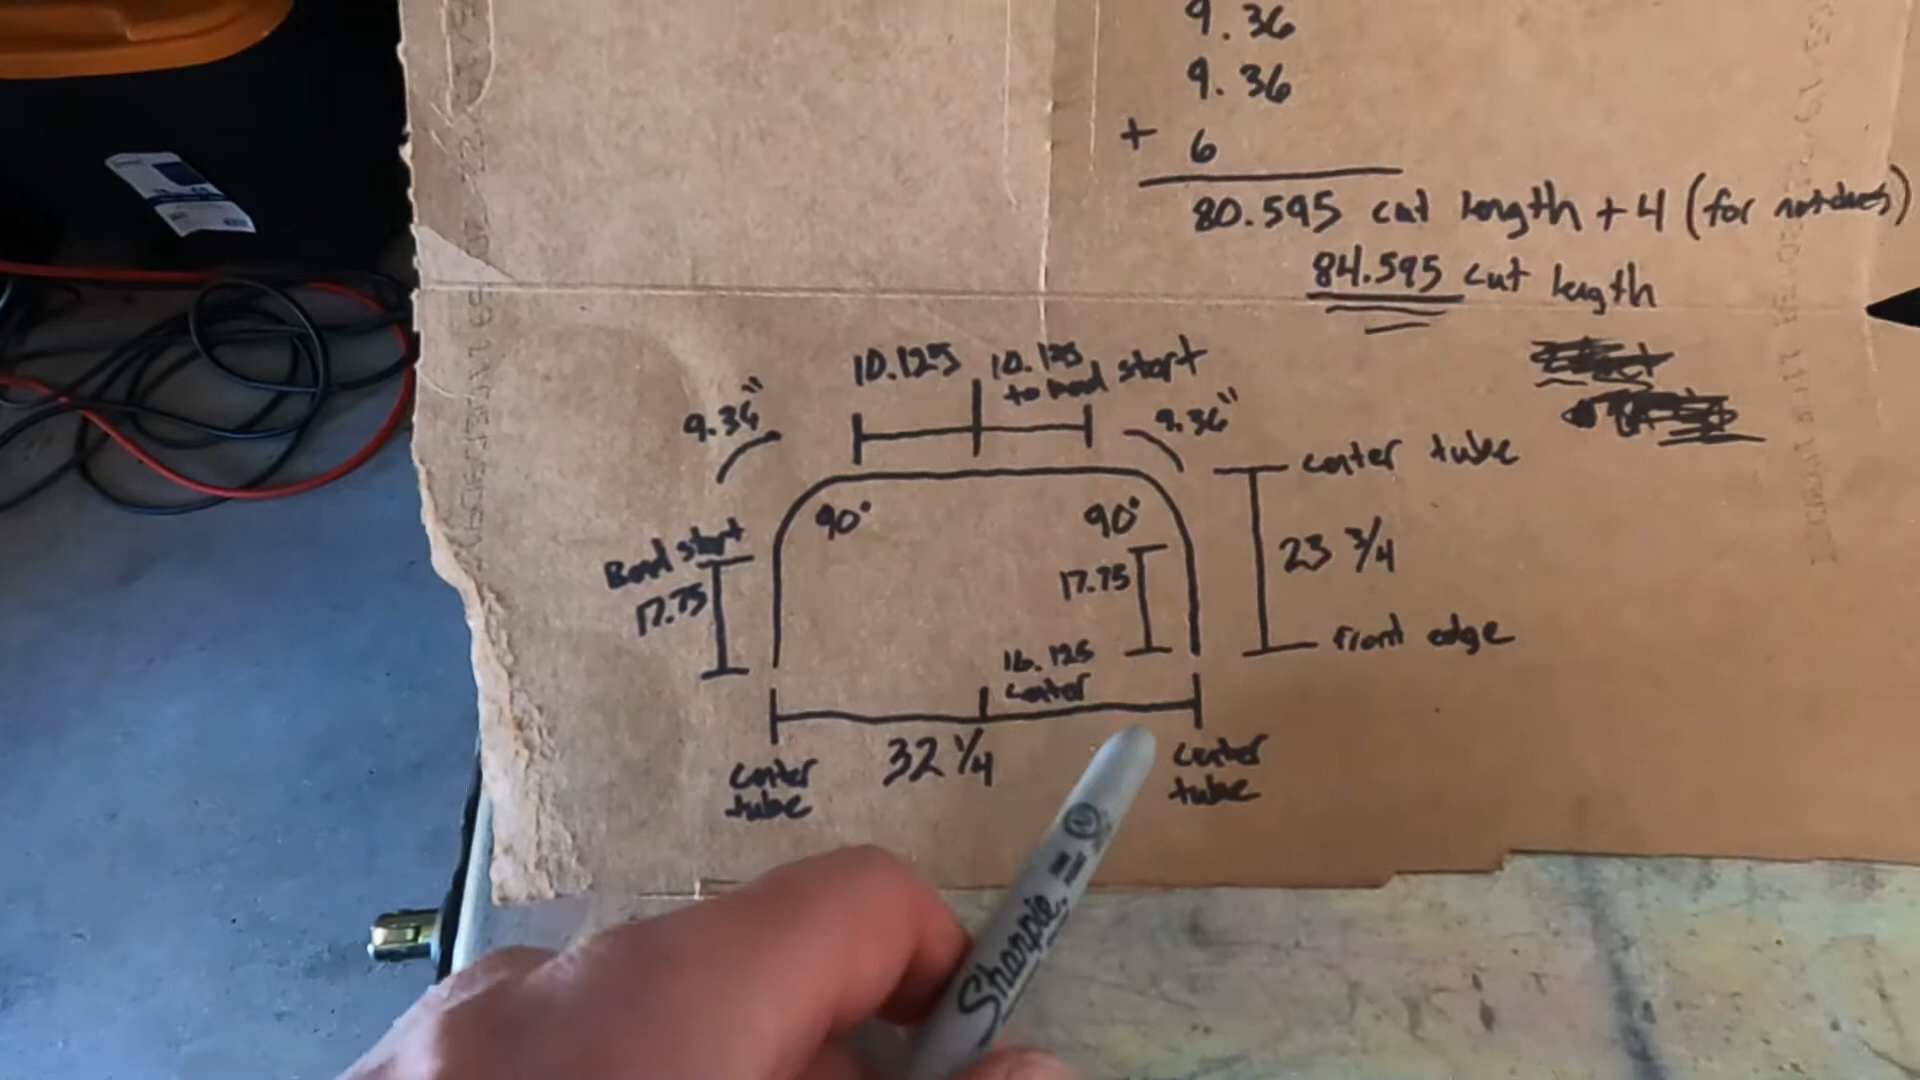 9.36
9.36
+ 6
80.595 cut length + 4 (for notches)
84.595 cut length
10.125
10.125
to bend start
9.36"
9.36"
center tube
90°
90°
Bend start
17.75
17.75
23 3/4
front edge
16.125
center
32 1/4
center
tube
center
tube
Sharpie